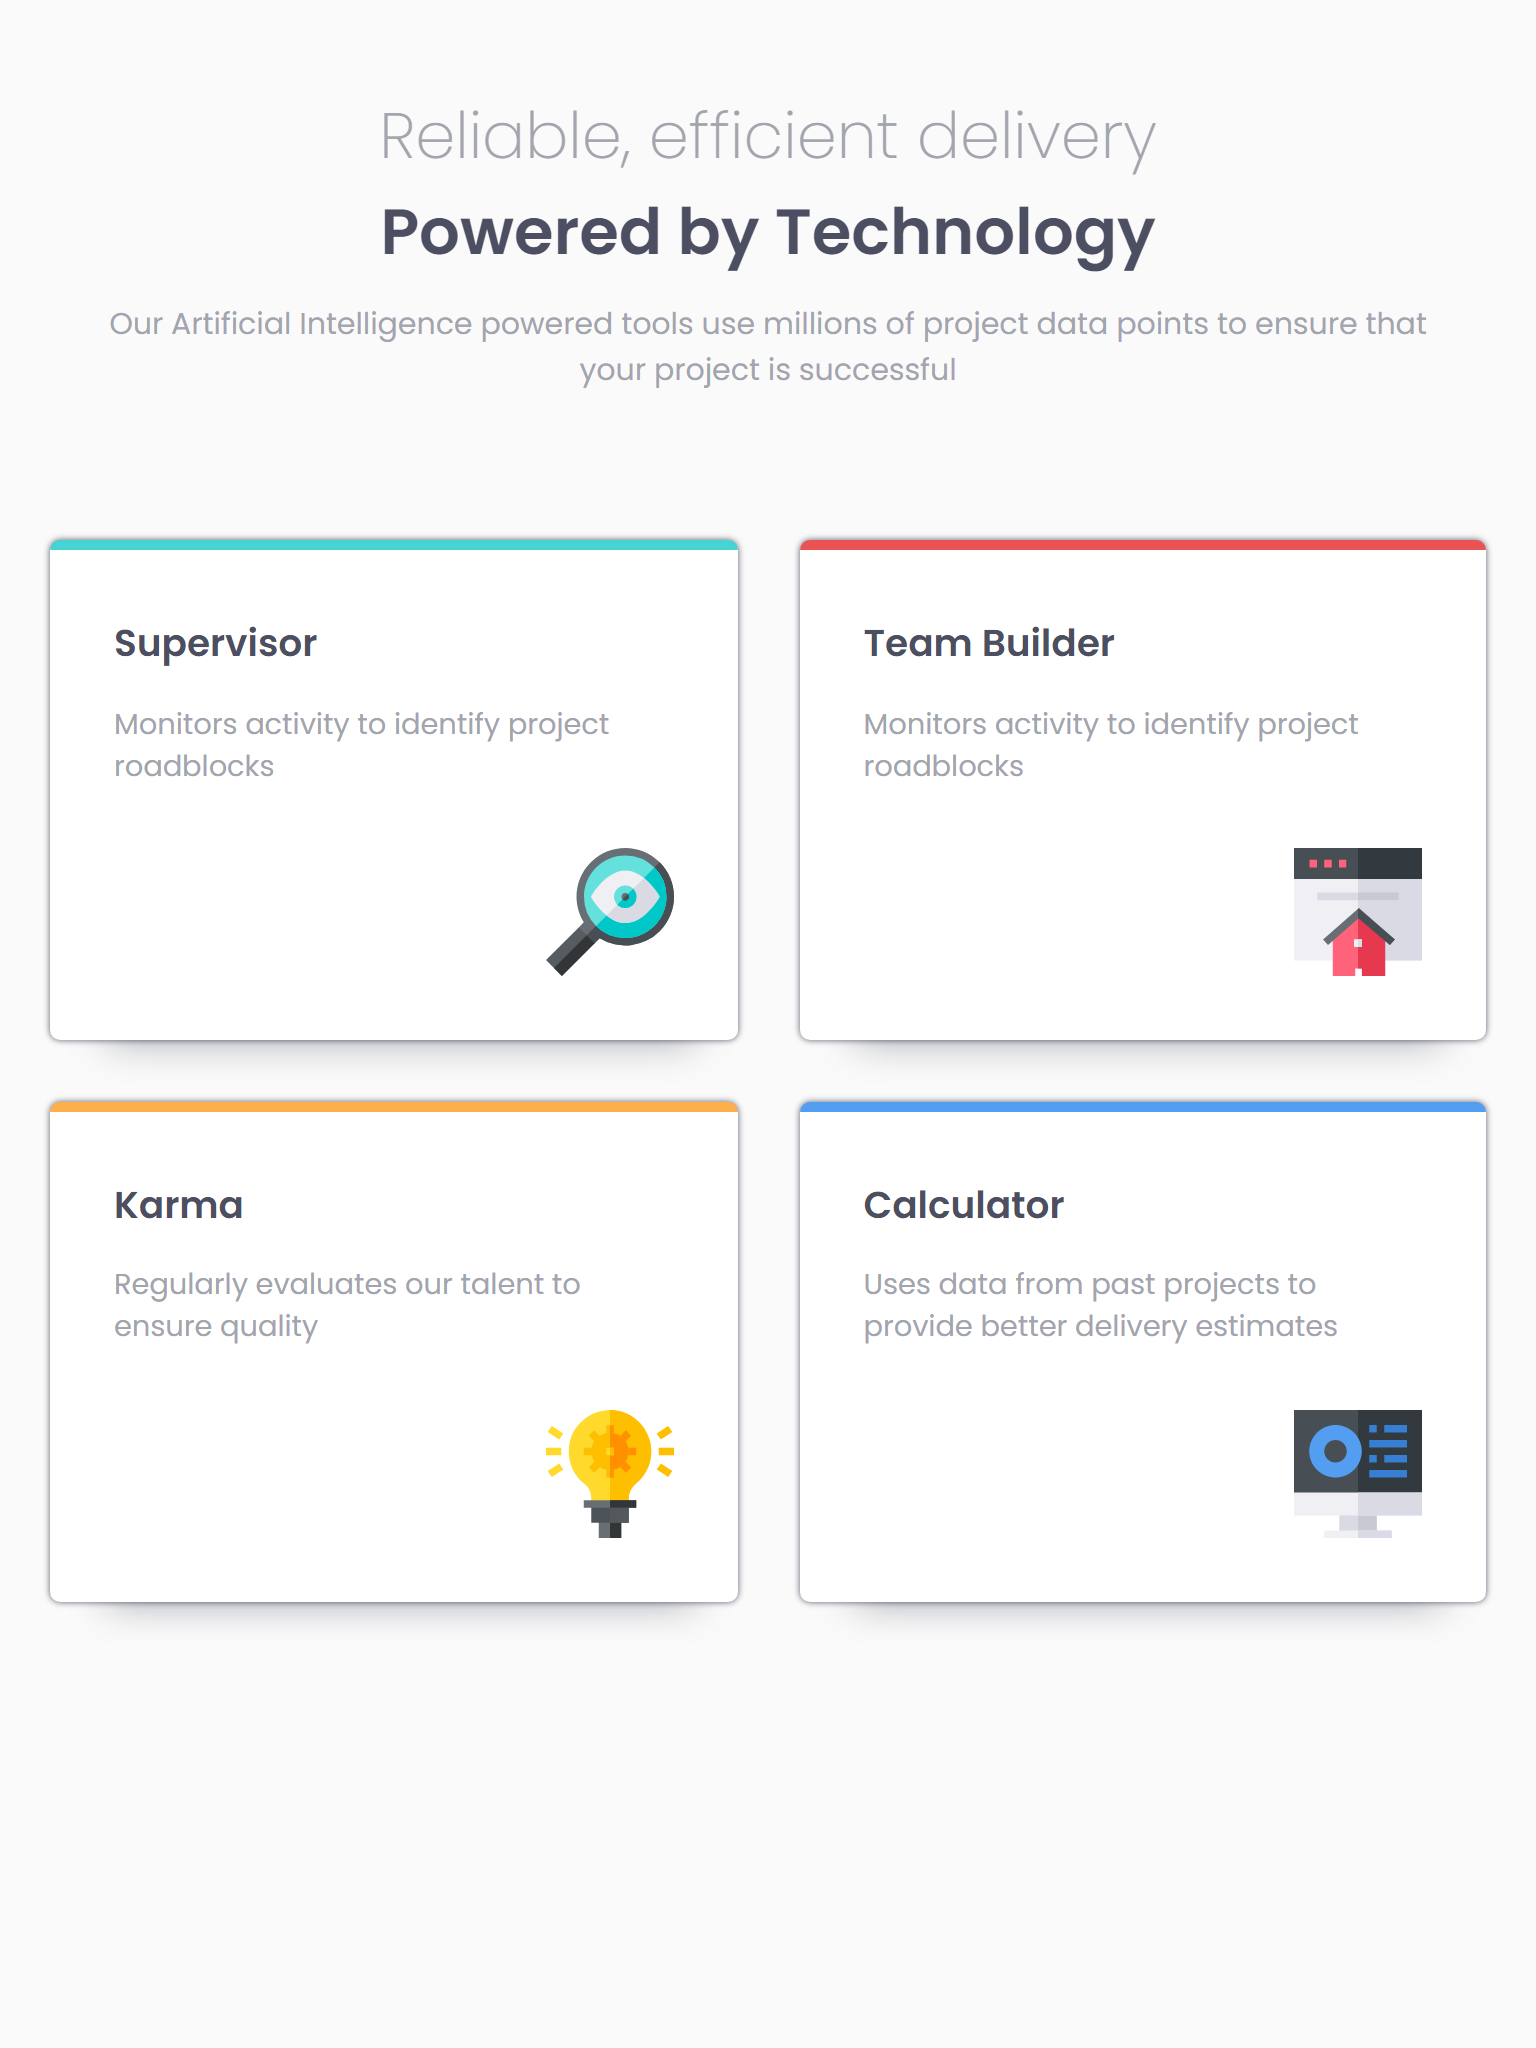 Reliable, efficient delivery
Powered by Technology
Our Artificial Intelligence powered tools use millions of project data points to ensure that
your project is successful
Supervisor
Monitors activity to identify project
roadblocks
Team Builder
Monitors activity to identify project
roadblocks
Karma
Regularly evaluates our talent to
ensure quality
Calculator
Uses data from past projects to
provide better delivery estimates